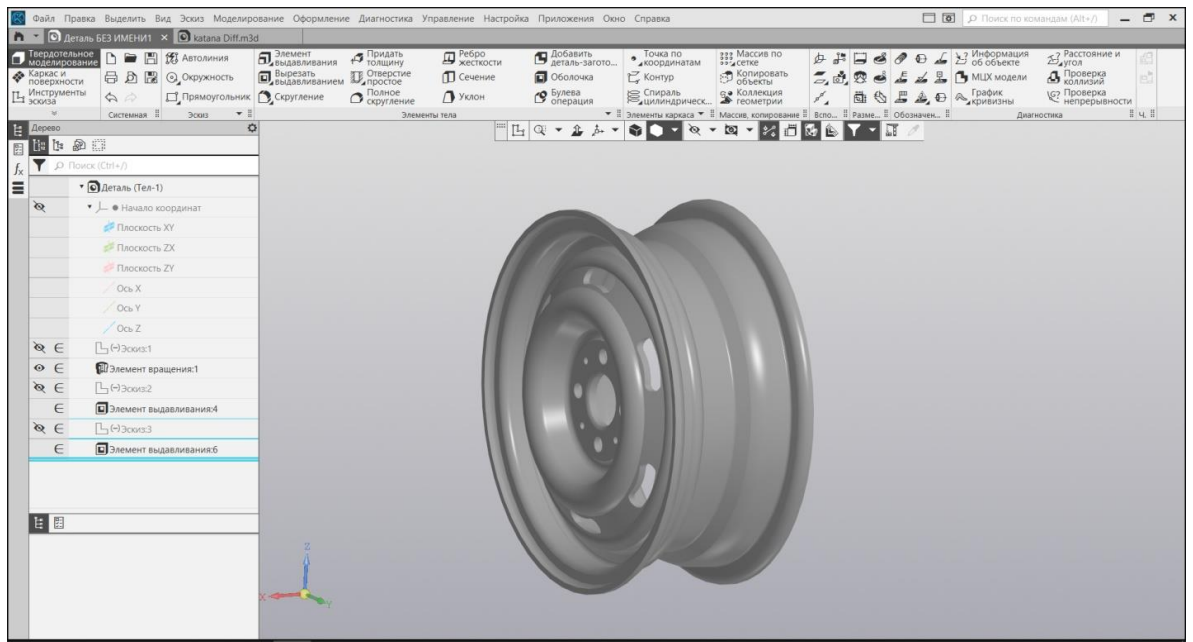 Файл Правка Выделить Вид Эскиз Моделирование Оформление Диагностика Управление Настройка Приложения Окно Справка
Поиск по командам (Alt+/)
Деталь БЕЗ ИМЕНИ1
katana Diff.m3d
Твердотельное моделирование
Каркас и поверхности
Инструменты эскиза
Системная
Автолиния
Окружность
Прямоугольник
Эскиз
Элемент выдавливания
Вырезать выдавливанием
Скругление
Придать толщину
Отверстие простое
Полное скругление
Ребро жесткости
Сечение
Уклон
Добавить деталь-загото...
Оболочка
Булева операция
Элементы тела
Точка по координатам
Контур
Спираль цилиндрическ...
Элементы каркаса
Массив по сетке
Копировать объекты
Коллекция геометрии
Массив, копирование
Вспо...
Разме...
Обозначен...
Информация об объекте
МЦХ модели
График кривизны
Расстояние и угол
Проверка коллизий
Проверка непрерывности
Диагностика
Ч.
Дерево
Поиск (Ctrl+/)
Деталь (Тел-1)
Начало координат
Плоскость XY
Плоскость ZX
Плоскость ZY
Ось X
Ось Y
Ось Z
(-)Эскиз:1
Элемент вращения:1
(-)Эскиз:2
Элемент выдавливания:4
(-)Эскиз:3
Элемент выдавливания:6
Z
X
Y